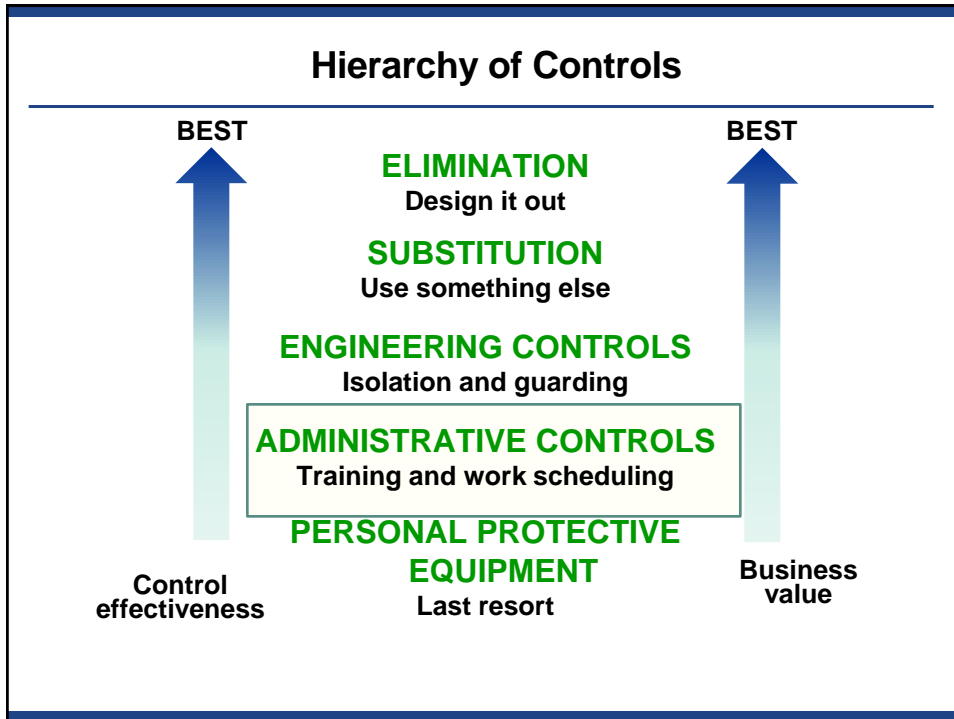 Hierarchy of Controls
BEST
BEST
ELIMINATION
Design it out
SUBSTITUTION
Use something else
ENGINEERING CONTROLS
Isolation and guarding
ADMINISTRATIVE CONTROLS
Training and work scheduling
PERSONAL PROTECTIVE
EQUIPMENT
Last resort
Control
effectiveness
Business
value